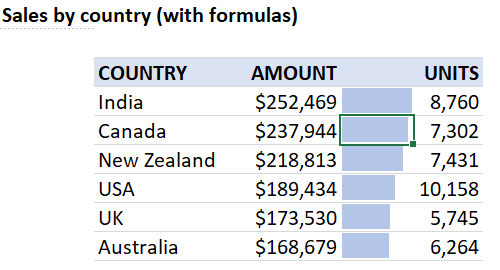 Sales by country (with formulas)
COUNTRY AMOUNT UNITS
India $252,469 8,760
Canada $237,944 7,302
New Zealand $218,813 7,431
USA $189,434 10,158
UK $173,530 5,745
Australia $168,679 6,264